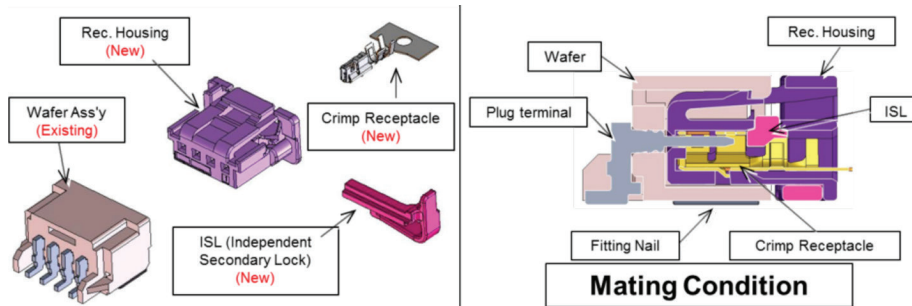 Rec. Housing
(New)
Wafer Ass'y
(Existing)
Crimp Receptacle
(New)
ISL (Independent
Secondary Lock)
(New)
Wafer
Rec. Housing
Plug terminal
ISL
Fitting Nail
Crimp Receptacle
Mating Condition